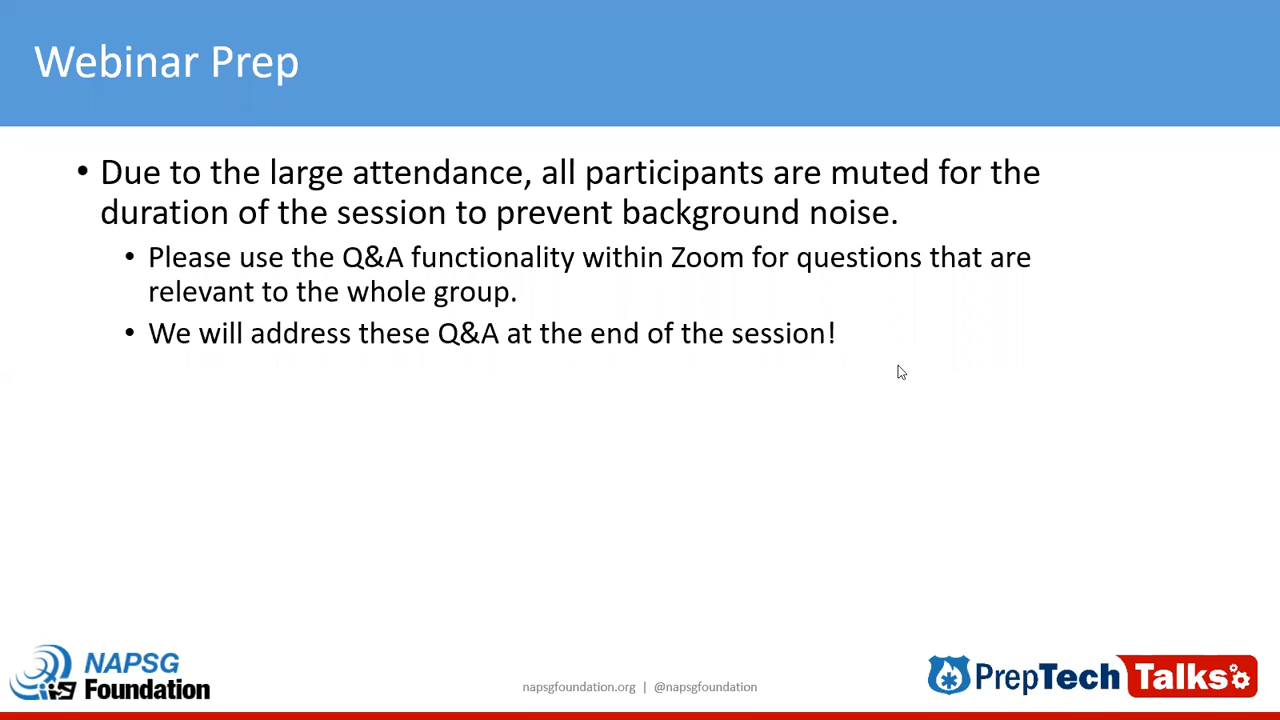 Webinar Prep
• Due to the large attendance, all participants are muted for the
duration of the session to prevent background noise.
• Please use the Q&A functionality within Zoom for questions that are
relevant to the whole group.
• We will address these Q&A at the end of the session!
NAPSG
Foundation
napsgfoundation.org | @napsgfoundation
PrepTech Talks